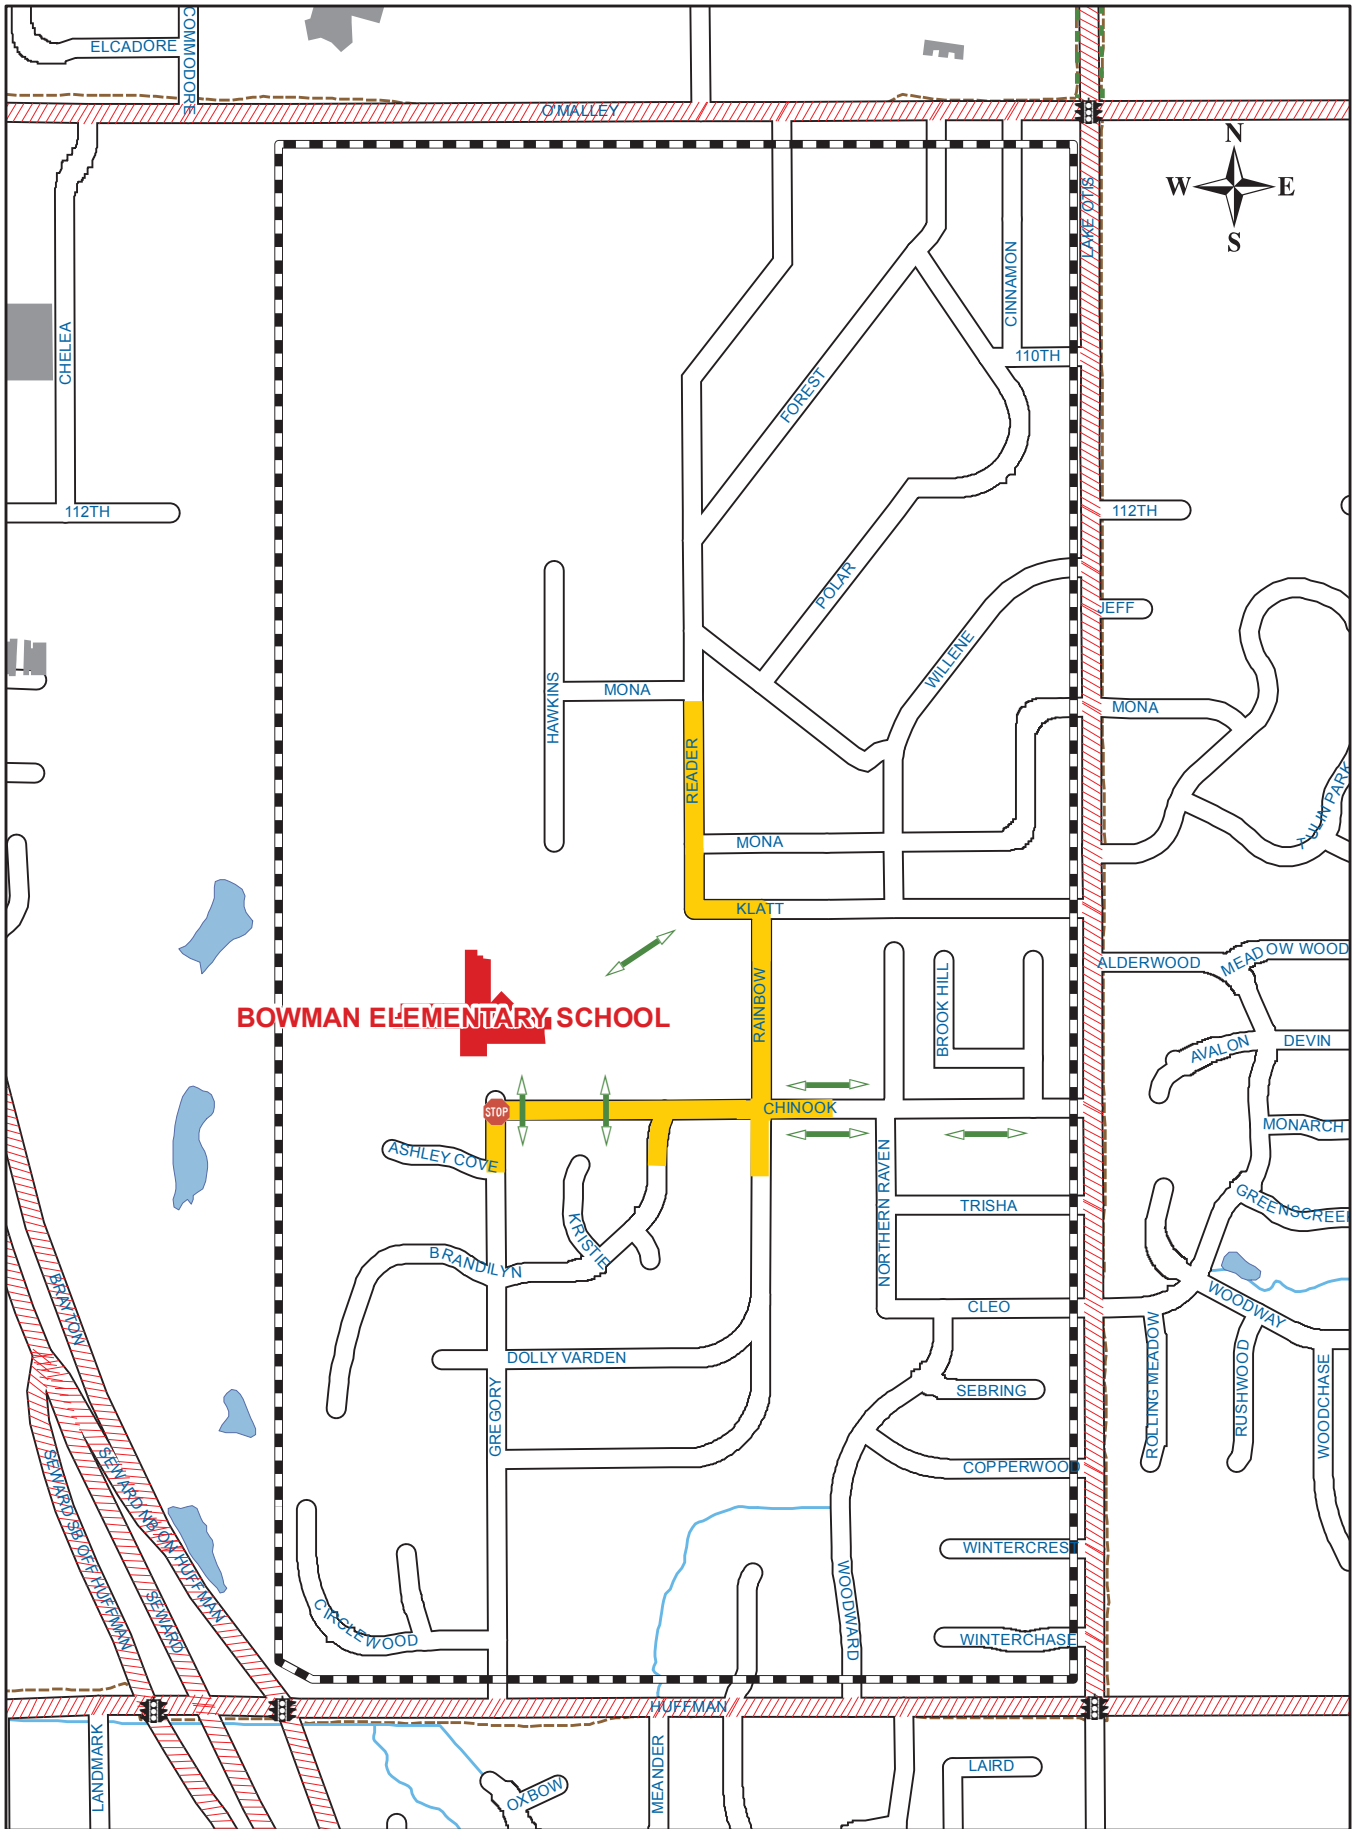 ELCADORE
COMMODORE
O'MALLEY
N
W
E
S
LAKE OTIS
CINNAMON
CHELEA
110TH
FOREST
112TH
112TH
POLAR
JEFF
WILLENE
HAWKINS
MONA
MONA
READER
TULIN PARK
MONA
KLATT
ALDERWOOD
MEADOW WOOD
RAINBOW
BROOK HILL
BOWMAN ELEMENTARY SCHOOL
AVALON
DEVIN
STOP
CHINOOK
MONARCH
ASHLEY COVE
NORTHERN RAVEN
TRISHA
GREENSCREE
KRISTIE
BRANDILYN
BRAYTON
CLEO
WOODWAY
DOLLY VARDEN
ROLLING MEADOW
RUSHWOOD
WOODCHASE
GREGORY
SEBRING
COPPERWOOD
SEWARD SB OFF HUFFMAN
SEWARD NB ON HUFFMAN
WINTERCREST
SEWARD
CIRCLEWOOD
WOODWARD
WINTERCHASE
HUFFMAN
LANDMARK
MEANDER
LAIRD
OXBOW